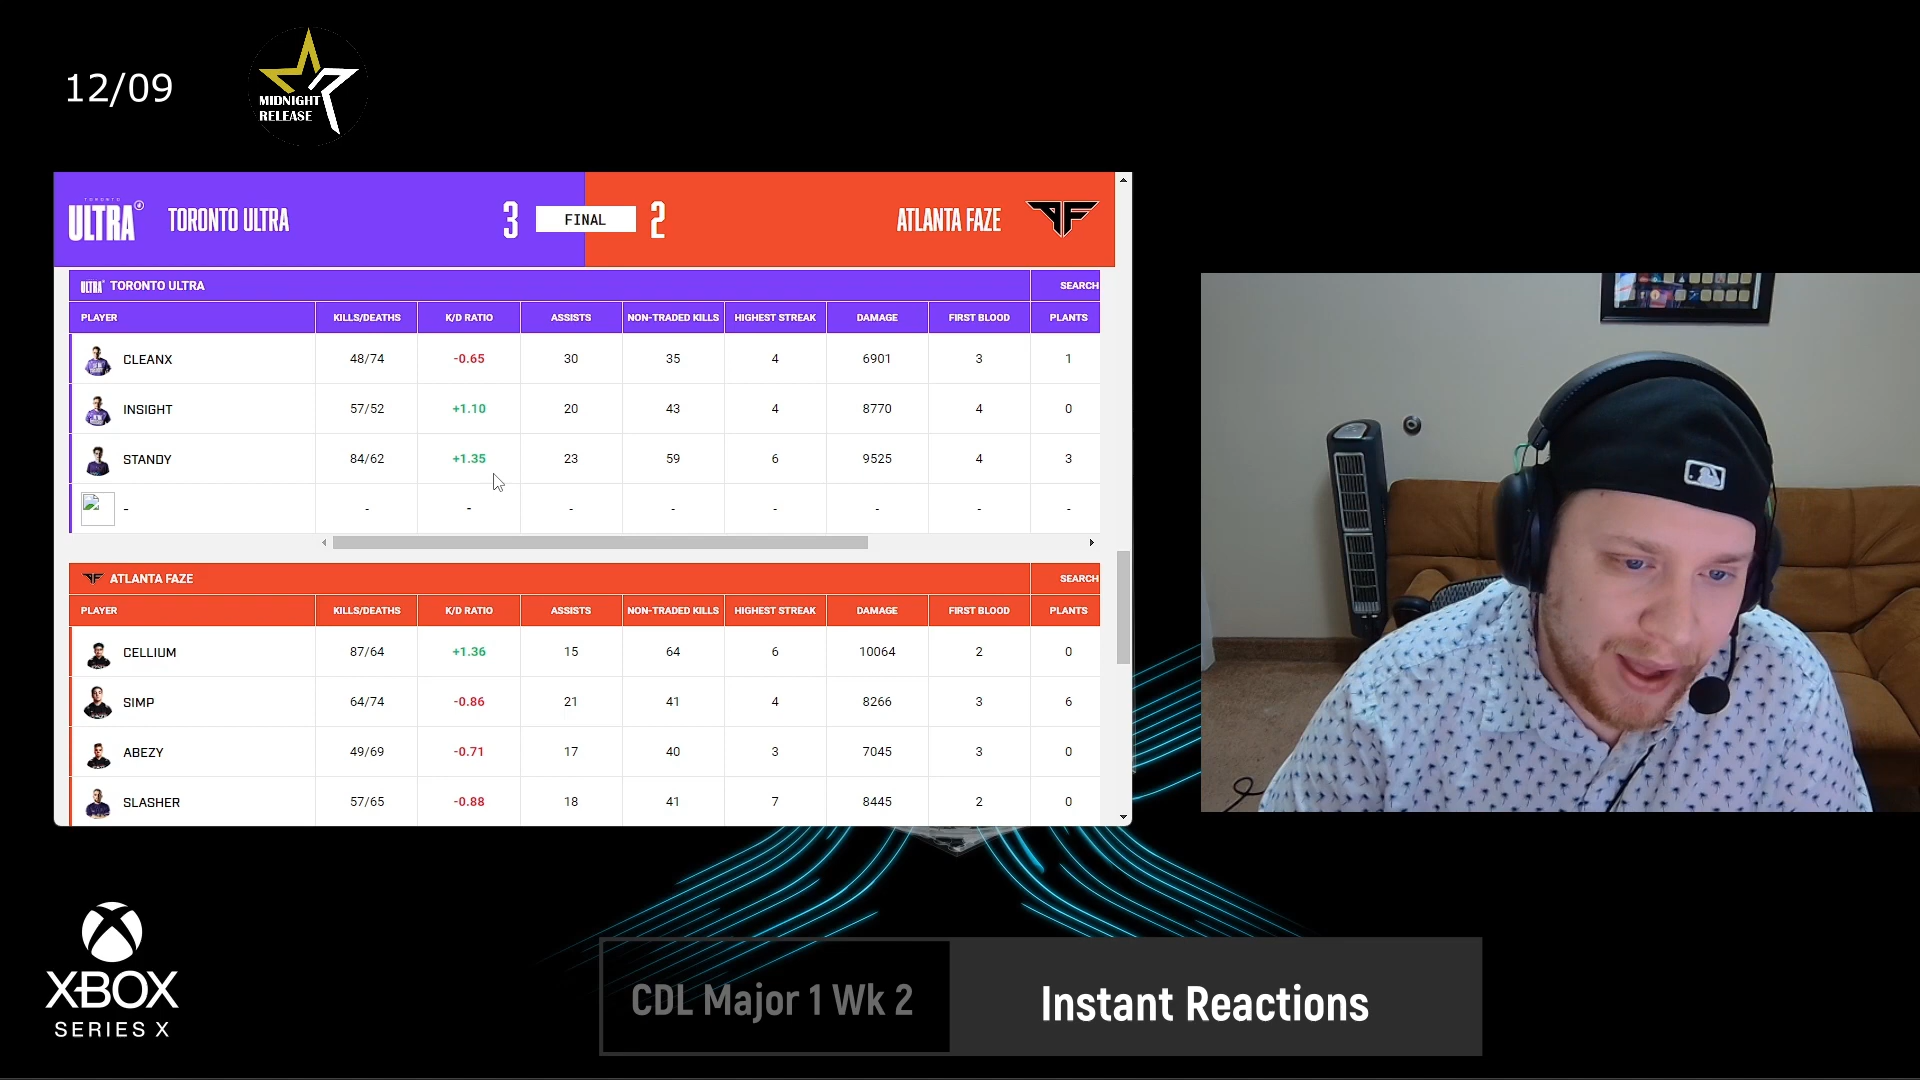 12/09
MIDNIGHT
RELEASE
TORONTO
ULTRA
TORONTO ULTRA
3
FINAL
2
ATLANTA FAZE
ULTRA TORONTO ULTRA SEARCH
PLAYER KILLS/DEATHS K/D RATIO ASSISTS NON-TRADED KILLS HIGHEST STREAK DAMAGE FIRST BLOOD PLANTS
CLEANX 48/74 -0.65 30 35 4 6901 3 1
INSIGHT 57/52 +1.10 20 43 4 8770 4 0
STANDY 84/62 +1.35 23 59 6 9525 4 3
- - - - - - - - -
ATLANTA FAZE SEARCH
PLAYER KILLS/DEATHS K/D RATIO ASSISTS NON-TRADED KILLS HIGHEST STREAK DAMAGE FIRST BLOOD PLANTS
CELLIUM 87/64 +1.36 15 64 6 10064 2 0
SIMP 64/74 -0.86 21 41 4 8266 3 6
ABEZY 49/69 -0.71 17 40 3 7045 3 0
SLASHER 57/65 -0.88 18 41 7 8445 2 0
XBOX
SERIES X
CDL Major 1 Wk 2
Instant Reactions